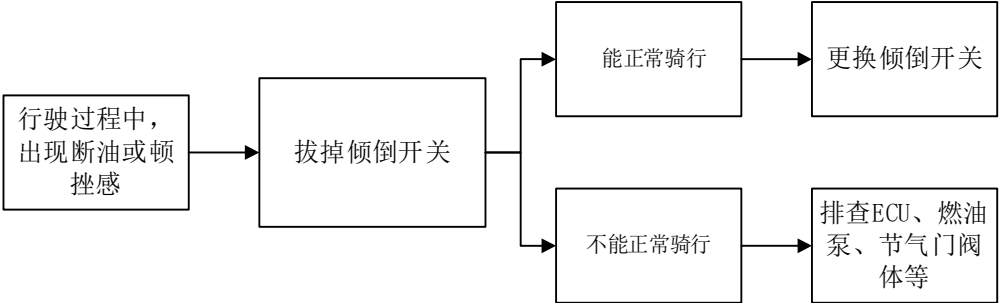 行驶过程中，
出现断油或顿
挫感
拔掉倾倒开关
能正常骑行
更换倾倒开关
不能正常骑行
排查ECU、燃油
泵、节气门阀
体等